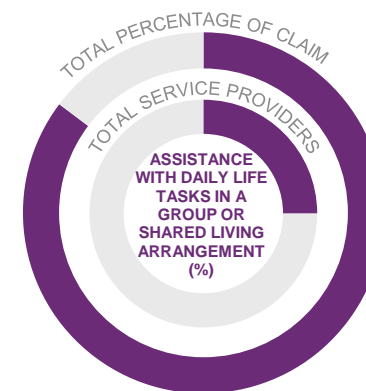 TOTAL PERCENTAGE OF CLAIM
TOTAL SERVICE PROVIDERS
ASSISTANCE
WITH DAILY LIFE
TASKS IN A
GROUP OR
SHARED LIVING
ARRANGEMENT
(%)